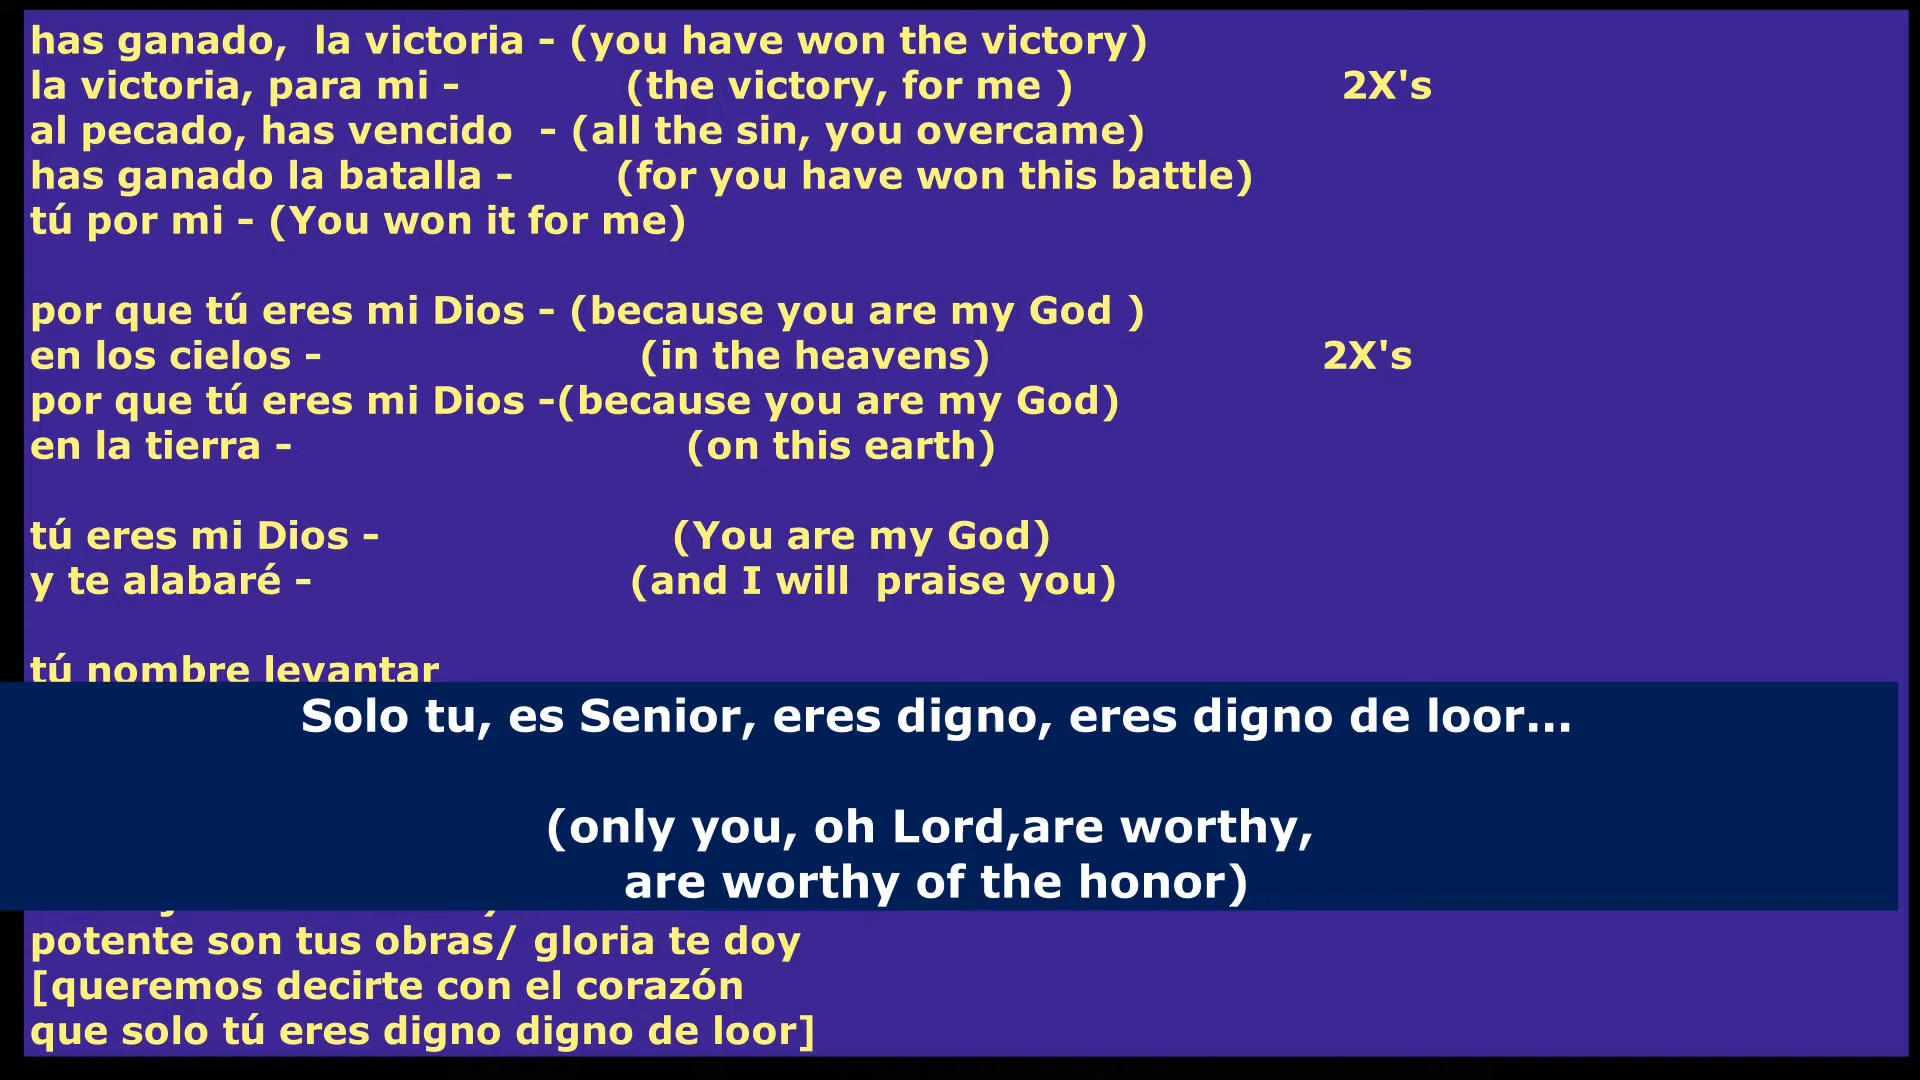 has ganado,  la victoria - (you have won the victory)
la victoria, para mi - (the victory, for me ) 2X's
al pecado, has vencido  - (all the sin, you overcame)
has ganado la batalla - (for you have won this battle)
tú por mi - (You won it for me)
por que tú eres mi Dios - (because you are my God )
en los cielos - (in the heavens) 2X's
por que tú eres mi Dios -(because you are my God)
en la tierra - (on this earth)
tú eres mi Dios - (You are my God)
y te alabaré - (and I will  praise you)
tú nombre levantar
Solo tu, es Senior, eres digno, eres digno de loor...
(only you, oh Lord,are worthy,
are worthy of the honor)
potente son tus obras/ gloria te doy
[queremos decirte con el corazón
que solo tú eres digno digno de loor]